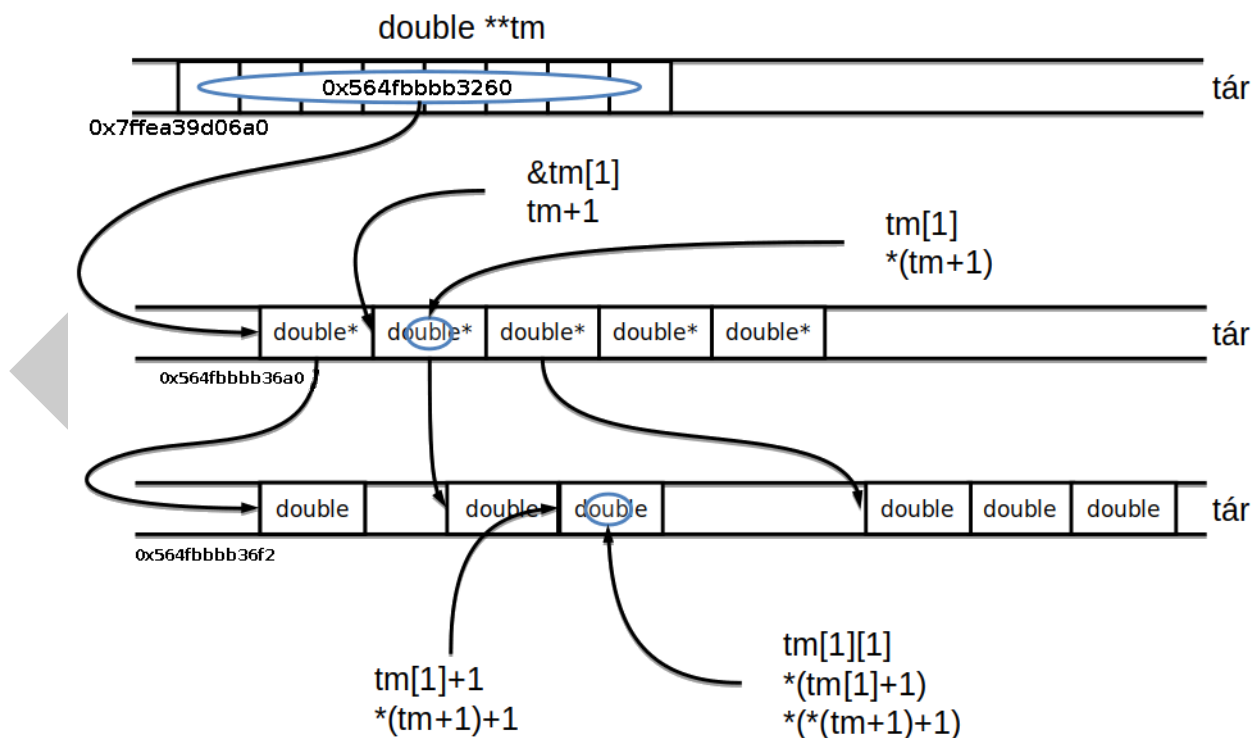 double **tm
0x564fbbbb3260
tár
0x7ffea39d06a0
&tm[1]
tm+1
tm[1]
*(tm+1)
double* double* double* double* double*
tár
0x564fbbbb36a0
double double double double double double
tár
0x564fbbbb36f2
tm[1]+1
*(tm+1)+1
tm[1][1]
*(tm[1]+1)
*(*(tm+1)+1)